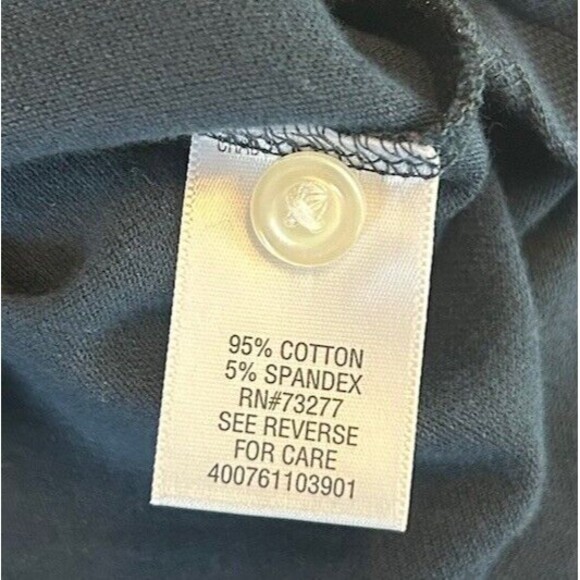 95% COTTON
5% SPANDEX
RN#73277
SEE REVERSE
FOR CARE
400761103901